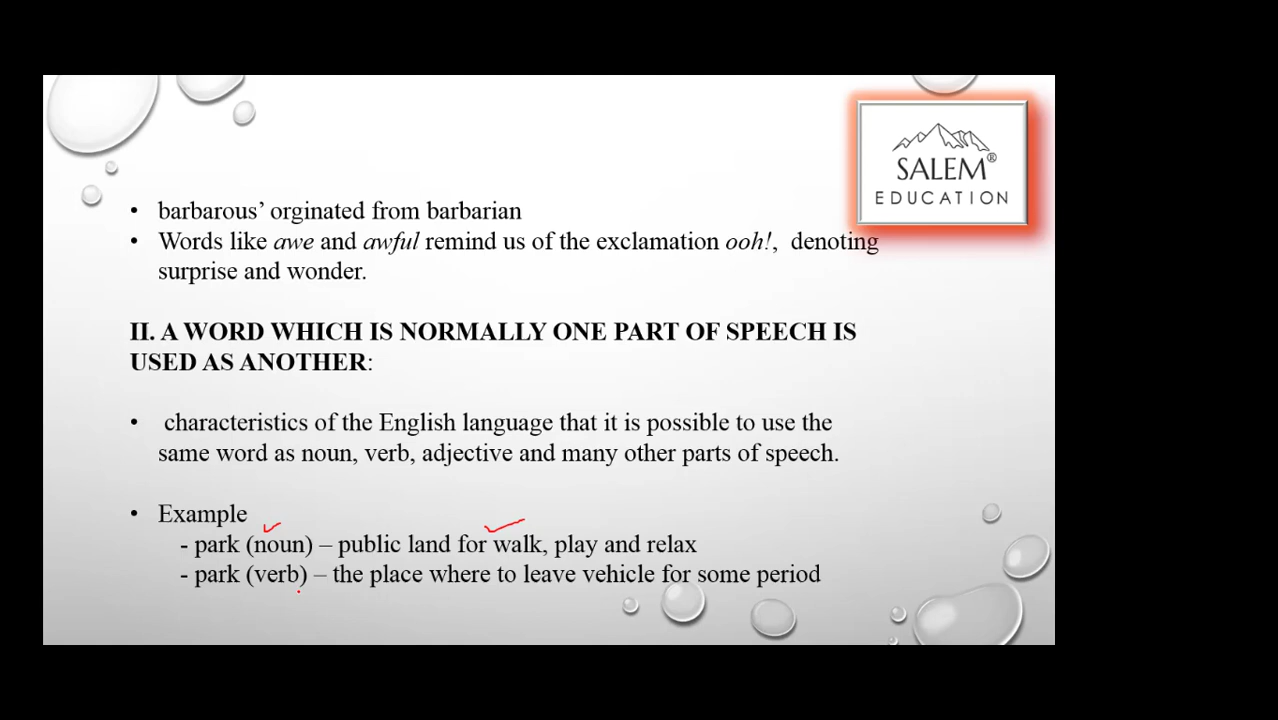 SALEM®
EDUCATION
• barbarous’ orginated from barbarian
• Words like awe and awful remind us of the exclamation ooh!, denoting
surprise and wonder.
II. A WORD WHICH IS NORMALLY ONE PART OF SPEECH IS
USED AS ANOTHER:
• characteristics of the English language that it is possible to use the
same word as noun, verb, adjective and many other parts of speech.
• Example
- park (noun) – public land for walk, play and relax
- park (verb) – the place where to leave vehicle for some period